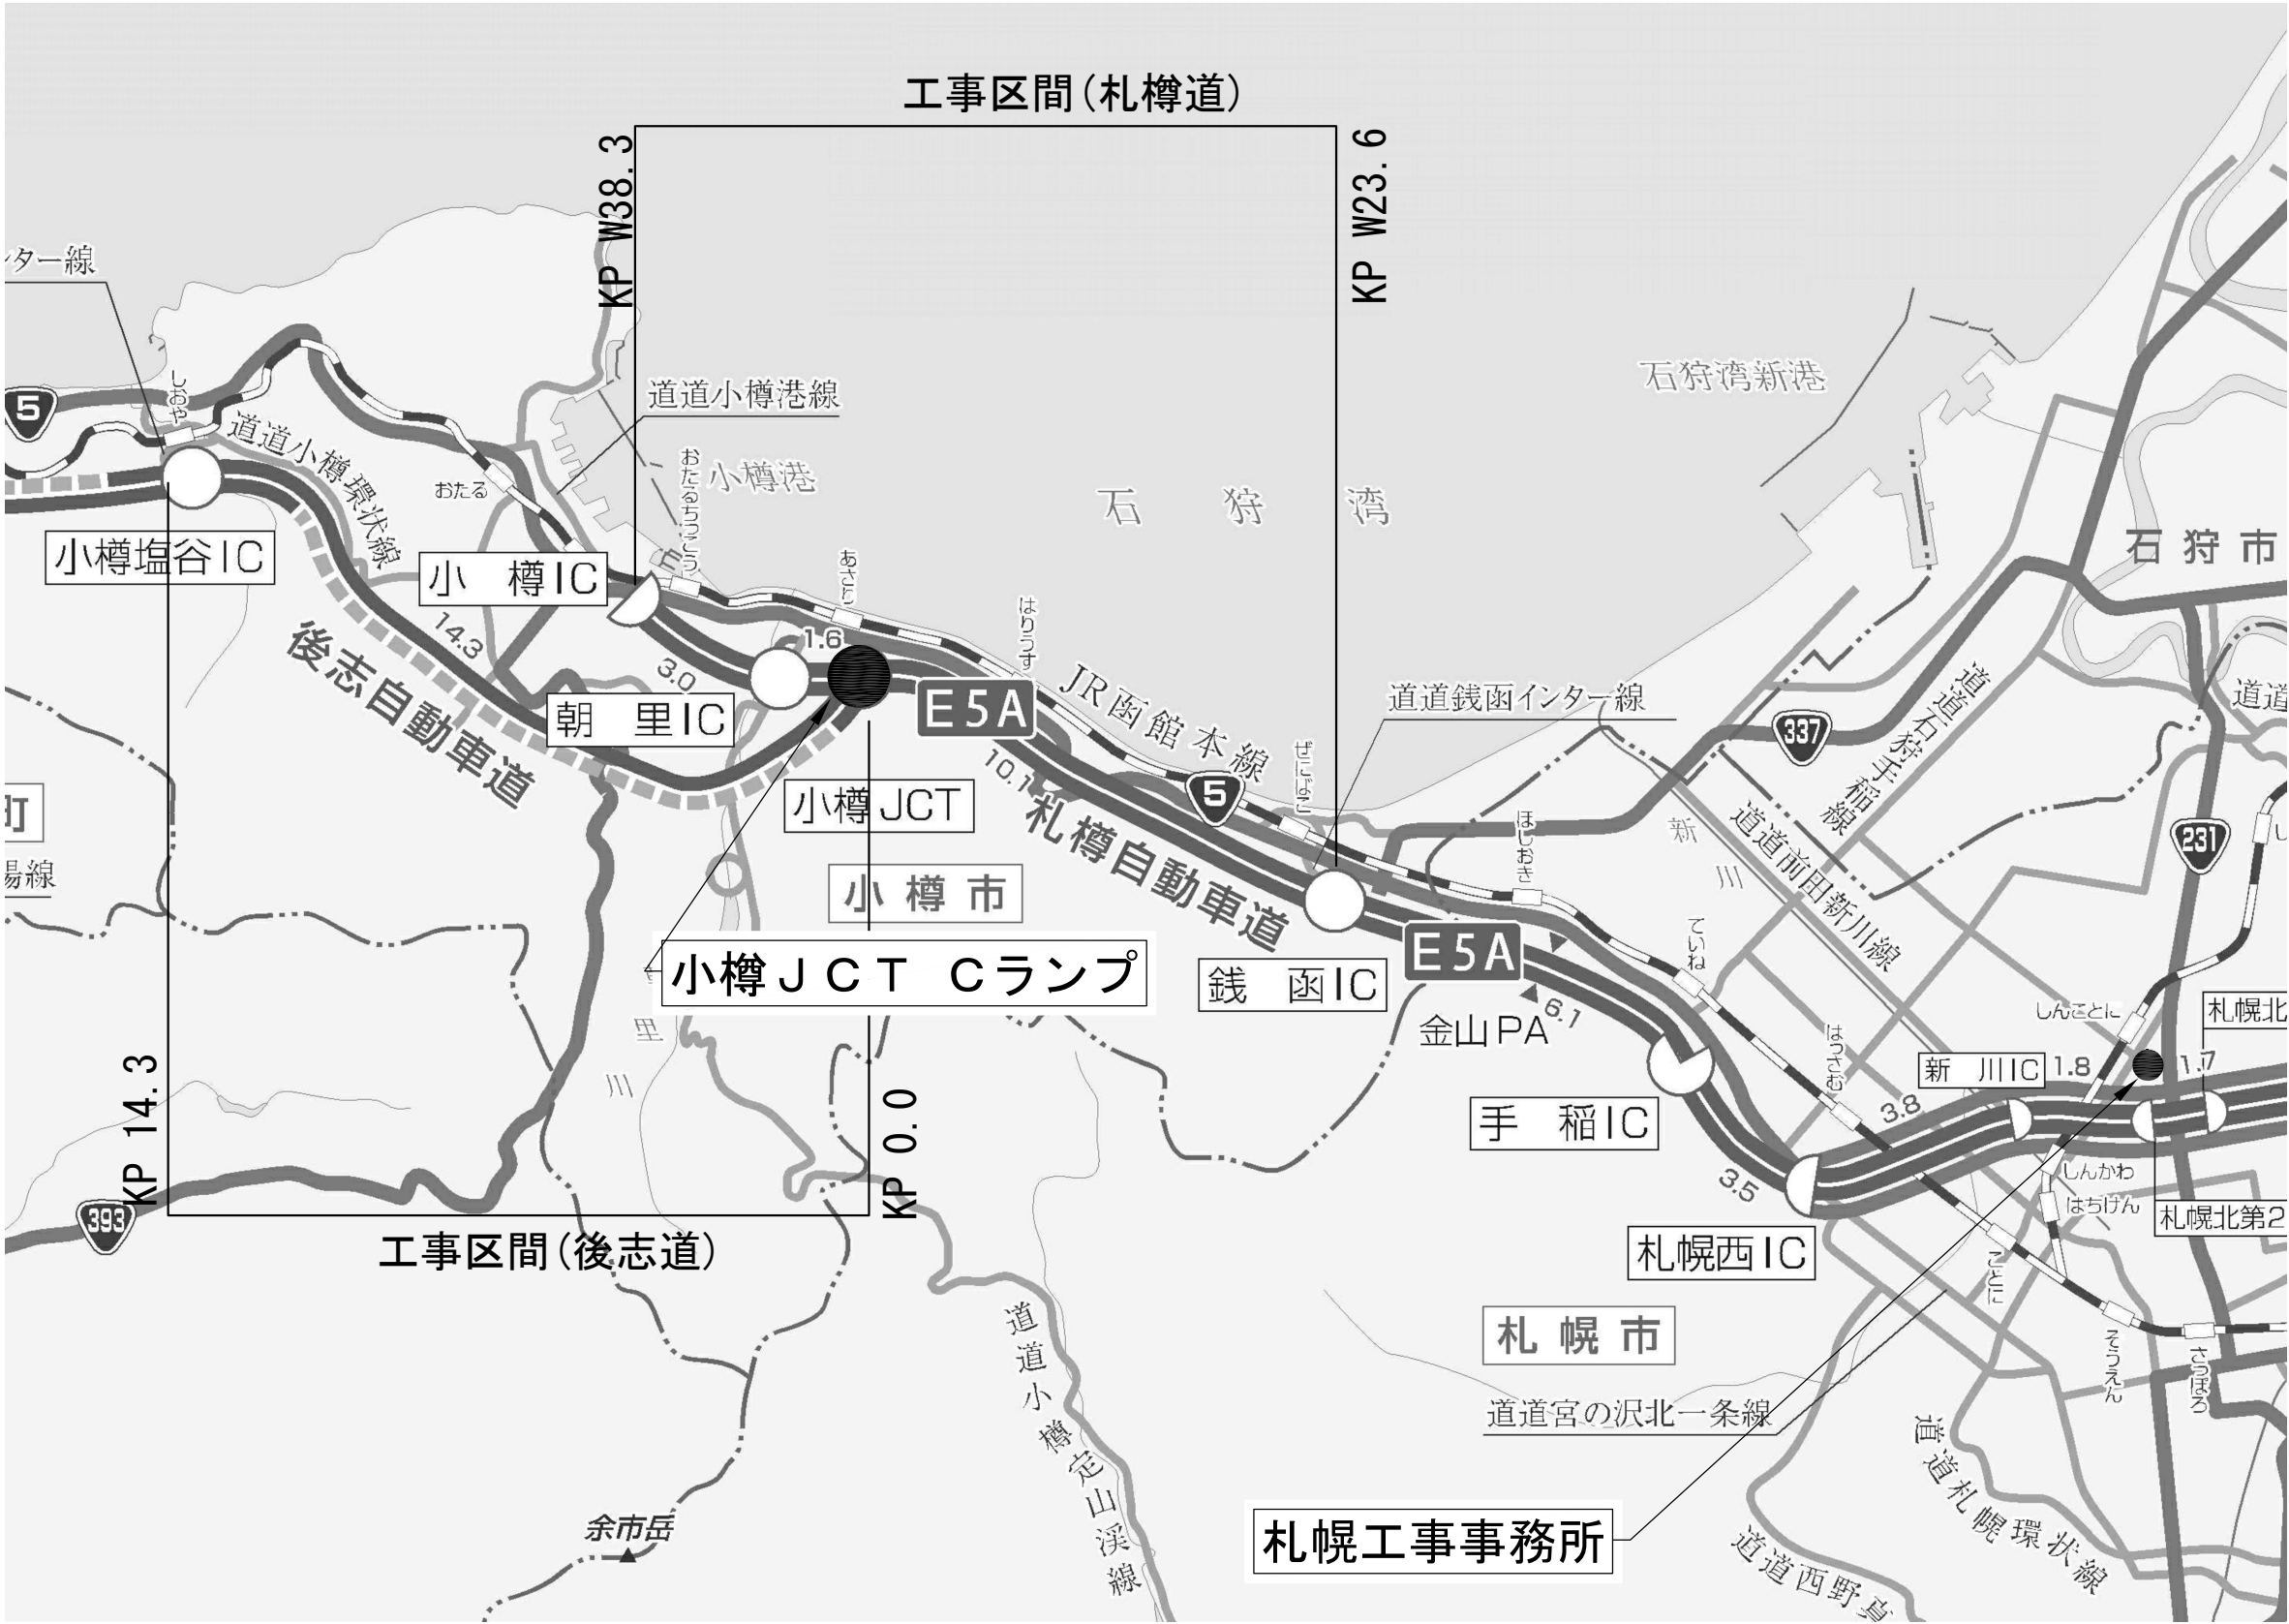 工事区間(札樽道)
KP W38.3
KP W23.6
ター線
道道小樽港線
石狩湾新港
5
しおや
道道小樽環状線
おたる
おたるちっこう
小樽港
石狩湾
石狩市
小樽塩谷IC
小樽IC
あさり
はりうす
14.3
後志自動車道
3.0
1.6
朝里IC
E5A
JR函館本線
道道銭函インター線
337
道道石狩手稲線
道道
10.1
5
ぜにばこ
小樽JCT
札樽自動車道
ほしおき
新川
道道前田新川線
231
町
湯線
小樽市
ていね
小樽JCT Cランプ
里川
銭函IC
E5A
金山PA
6.1
しんことに
札幌北
はっさむ
新川IC
1.8
1.7
KP 14.3
KP 0.0
手稲IC
3.8
3.5
しんかわ
はちけん
札幌北第2
393
工事区間(後志道)
札幌西IC
ことに
札幌市
そうえん
さっぽろ
道道小樽定山渓線
道道宮の沢北一条線
道道札幌環状線
余市岳
札幌工事事務所
道道西野真